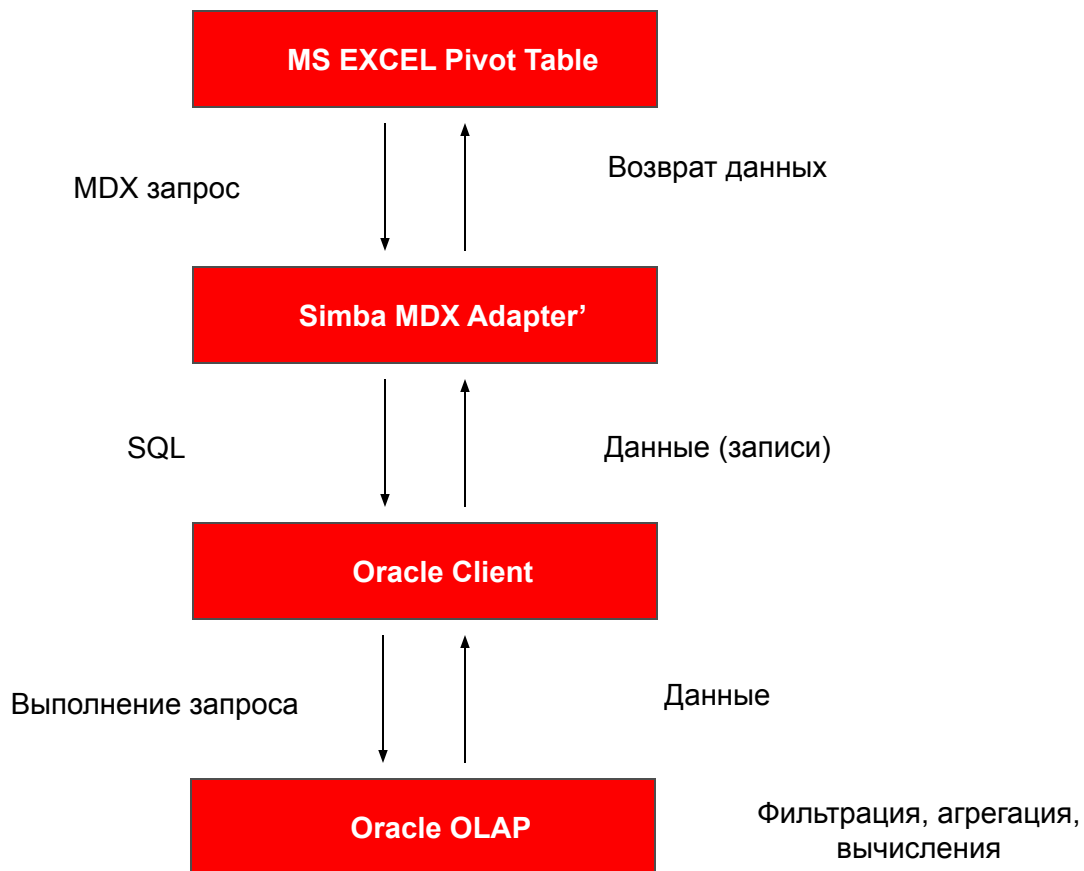 MS EXCEL Pivot Table
MDX запрос
Возврат данных
Simba MDX Adapter’
SQL
Данные (записи)
Oracle Client
Выполнение запроса
Данные
Oracle OLAP
Фильтрация, агрегация,
вычисления